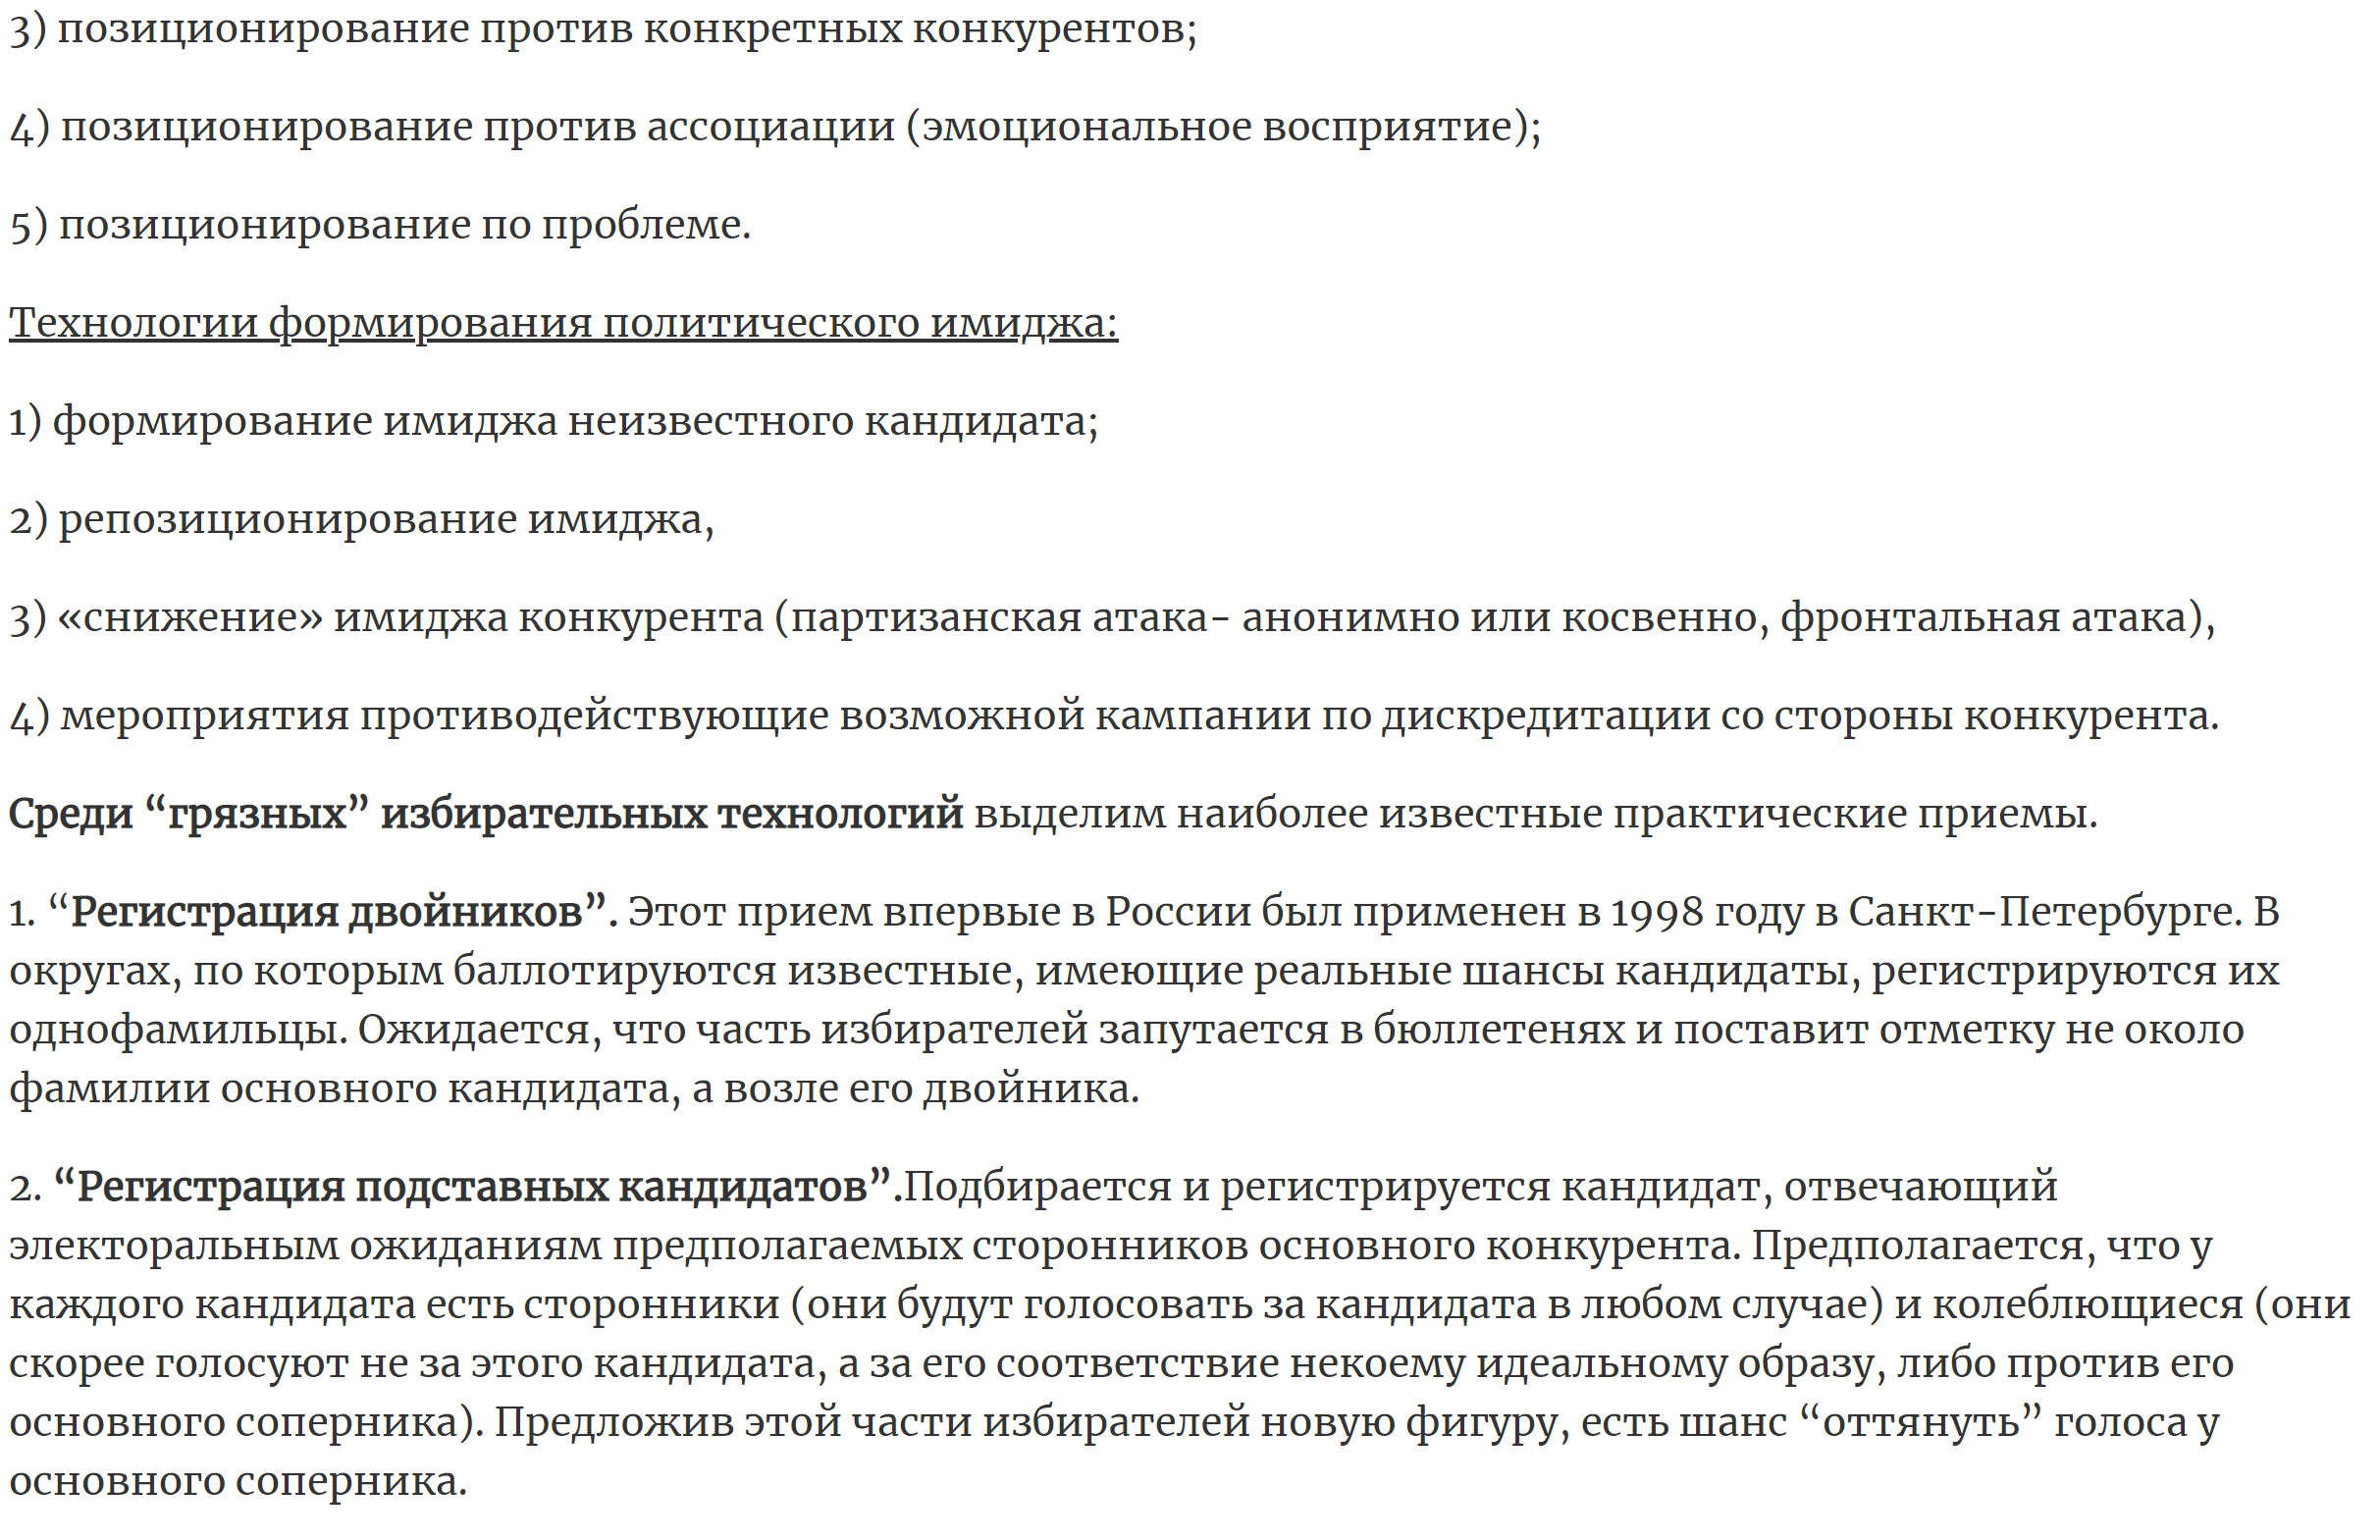 3) позиционирование против конкретных конкурентов;
4) позиционирование против ассоциации (эмоциональное восприятие);
5) позиционирование по проблеме.
Технологии формирования политического имиджа:
1) формирование имиджа неизвестного кандидата;
2) репозиционирование имиджа,
3) «снижение» имиджа конкурента (партизанская атака- анонимно или косвенно, фронтальная атака),
4) мероприятия противодействующие возможной кампании по дискредитации со стороны конкурента.
Среди “грязных” избирательных технологий выделим наиболее известные практические приемы.
1. “Регистрация двойников”. Этот прием впервые в России был применен в 1998 году в Санкт-Петербурге. В
округах, по которым баллотируются известные, имеющие реальные шансы кандидаты, регистрируются их
однофамильцы. Ожидается, что часть избирателей запутается в бюллетенях и поставит отметку не около
фамилии основного кандидата, а возле его двойника.
2. “Регистрация подставных кандидатов”.Подбирается и регистрируется кандидат, отвечающий
электоральным ожиданиям предполагаемых сторонников основного конкурента. Предполагается, что у
каждого кандидата есть сторонники (они будут голосовать за кандидата в любом случае) и колеблющиеся (они
скорее голосуют не за этого кандидата, а за его соответствие некоему идеальному образу, либо против его
основного соперника). Предложив этой части избирателей новую фигуру, есть шанс “оттянуть” голоса у
основного соперника.